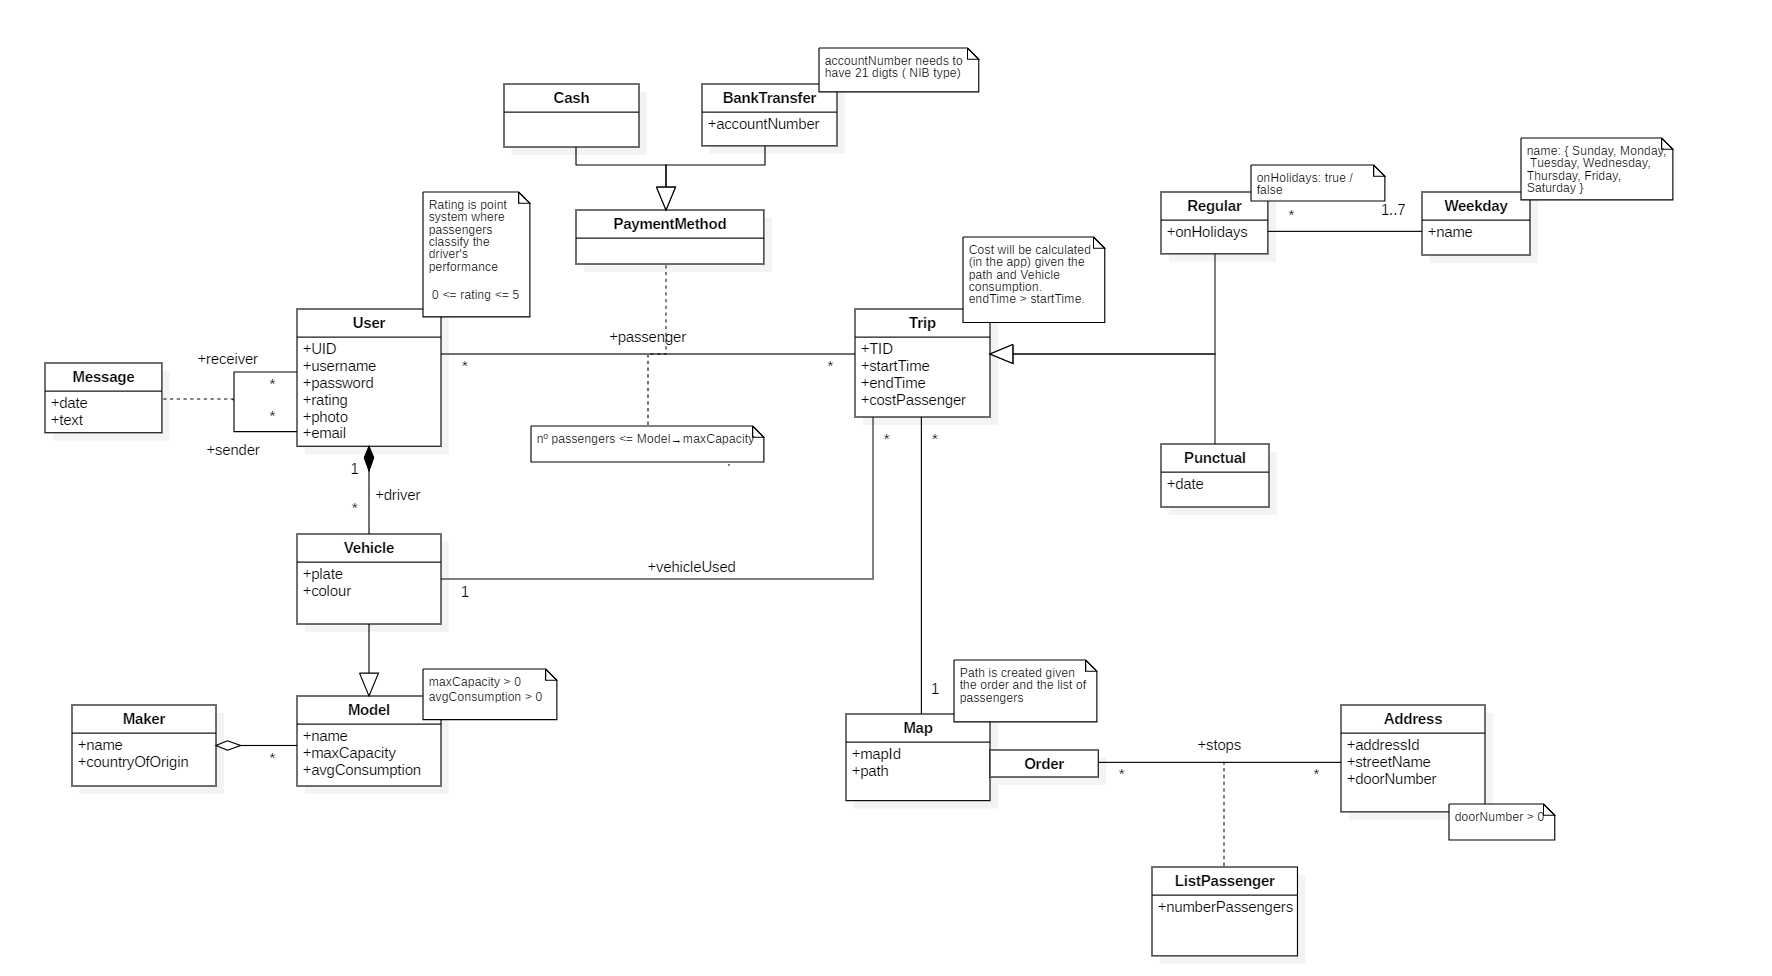 accountNumber needs to
have 21 digts ( NIB type)
Cash
BankTransfer
+accountNumber
name: { Sunday, Monday,
Tuesday, Wednesday,
Thursday, Friday,
Saturday }
onHolidays: true /
false
Regular
+onHolidays
*
1..7
Weekday
+name
Rating is point
system where
passengers
classify the
driver's
performance
0 <= rating <= 5
PaymentMethod
Cost will be calculated
(in the app) given the
path and Vehicle
consumption.
endTime > startTime.
User
+UID
+username
+password
+rating
+photo
+email
+passenger
*
*
Trip
+TID
+startTime
+endTime
+costPassenger
Message
+date
+text
+receiver
*
*
+sender
nº passengers <= Model→maxCapacity
*
*
Punctual
+date
1
+driver
*
Vehicle
+plate
+colour
+vehicleUsed
1
maxCapacity > 0
avgConsumption > 0
Path is created given
the order and the list of
passengers
1
Maker
+name
+countryOfOrigin
*
Model
+name
+maxCapacity
+avgConsumption
Map
+mapId
+path
Order
*
+stops
*
Address
+addressId
+streetName
+doorNumber
doorNumber > 0
ListPassenger
+numberPassengers